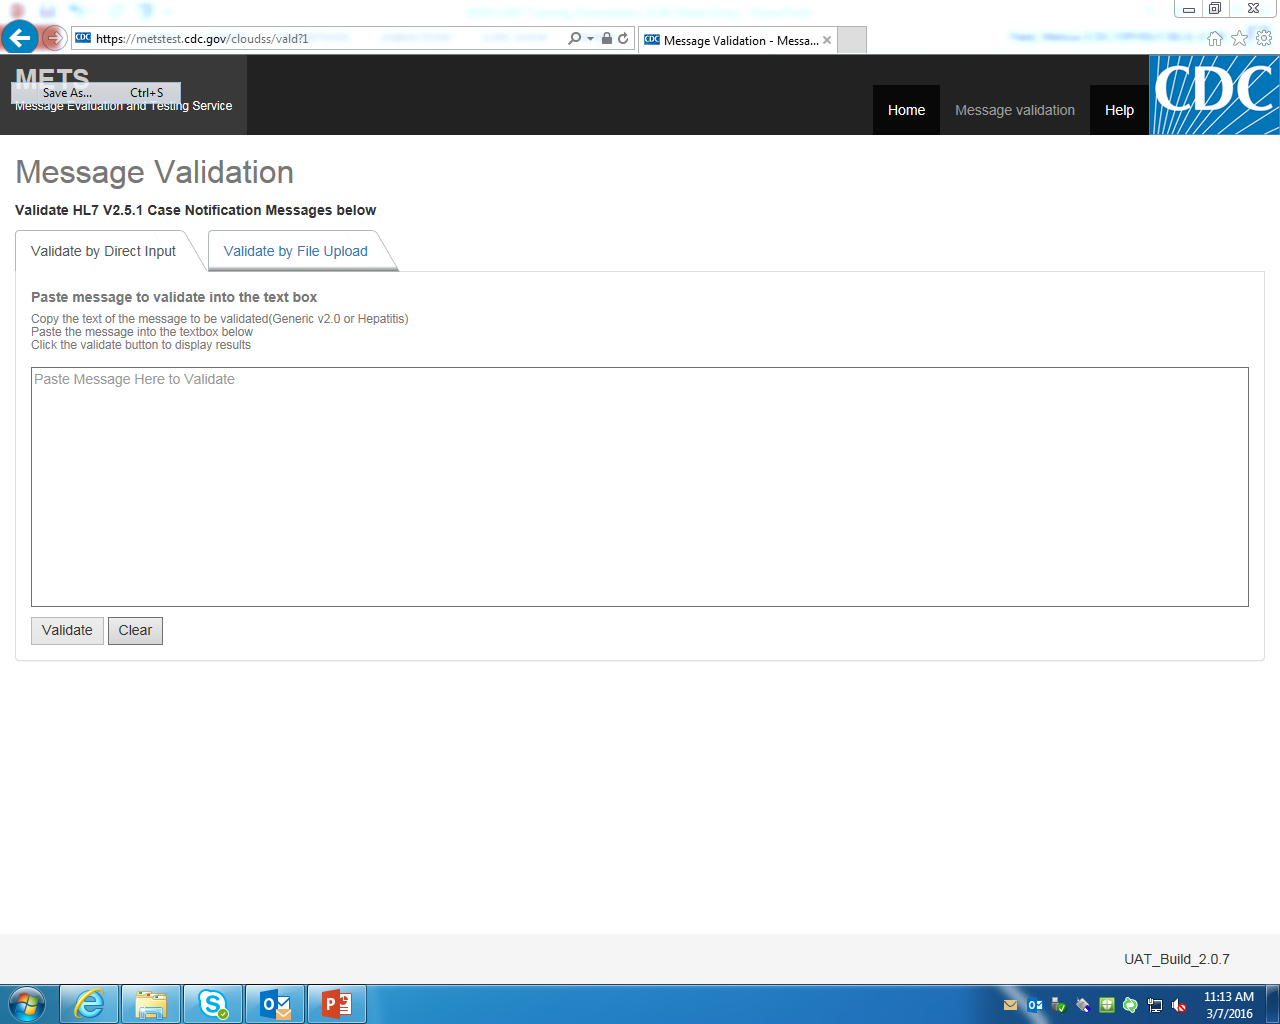 https://metstest.cdc.gov/cloudss/vald?1
CDC Message Validation - Messa...
METS
Save As... Ctrl+S
Message Evaluation and Testing Service
Home Message validation Help
CDC
Message Validation
Validate HL7 V2.5.1 Case Notification Messages below
Validate by Direct Input Validate by File Upload
Paste message to validate into the text box
Copy the text of the message to be validated(Generic v2.0 or Hepatitis)
Paste the message into the textbox below
Click the validate button to display results
Paste Message Here to Validate
Validate Clear
UAT_Build_2.0.7
11:13 AM
3/7/2016